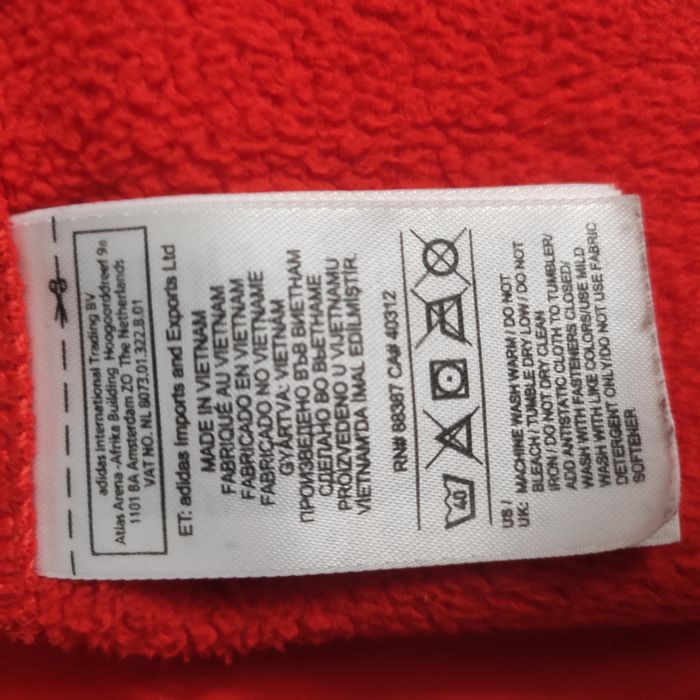 adidas International Trading BV
Atlas Arena -Afrika Building Hoogoorddreef 9a
1101 BA Amsterdam ZO The Netherlands
VAT NO. NL 8073.01.322.B.01
ET: adidas Imports and Exports Ltd
MADE IN VIETNAM
FABRIQUÉ AU VIETNAM
FABRICADO EN VIETNAM
FABRICADO NO VIETNAME
GYÁRTVA: VIETNAM
ПРОИЗВЕДЕНО ВЪВ ВИЕТНАМ
СДЕЛАНО ВО ВЬЕТНАМЕ
PROIZVEDENO U VIJETNAMU
VİETNAM'DA İMAL EDİLMİŞTİR.
RN# 88387 CA# 40312
40
US /
UK: MACHINE WASH WARM / DO NOT
BLEACH / TUMBLE DRY LOW / DO NOT
IRON / DO NOT DRY CLEAN
ADD ANTISTATIC CLOTH TO TUMBLER/
WASH WITH FASTENERS CLOSED/
WASH WITH LIKE COLORS/USE MILD
DETERGENT ONLY/DO NOT USE FABRIC
SOFTENER.